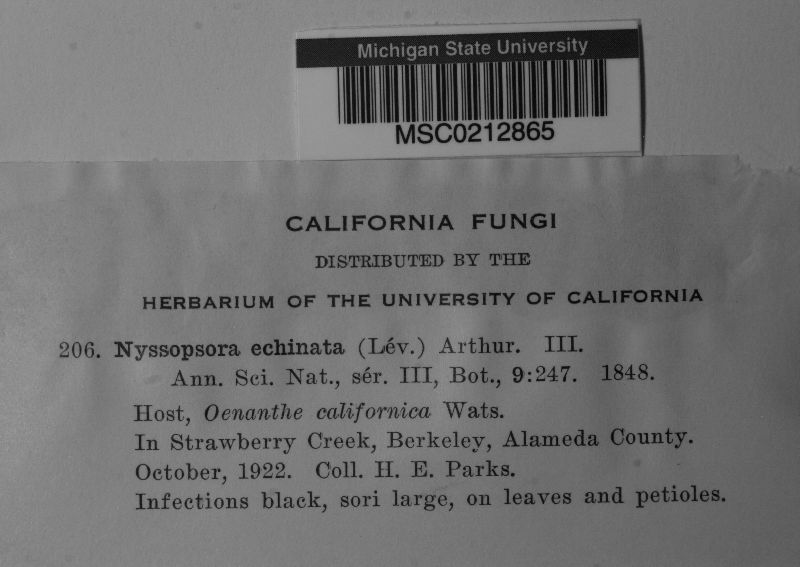 Michigan State University
MSC0212865
CALIFORNIA FUNGI
DISTRIBUTED BY THE
HERBARIUM OF THE UNIVERSITY OF CALIFORNIA
206. Nyssopsora echinata (Lév.) Arthur. III.
Ann. Sci. Nat., sér. III, Bot., 9:247. 1848.
Host, Oenanthe californica Wats.
In Strawberry Creek, Berkeley, Alameda County.
October, 1922. Coll. H. E. Parks.
Infections black, sori large, on leaves and petioles.